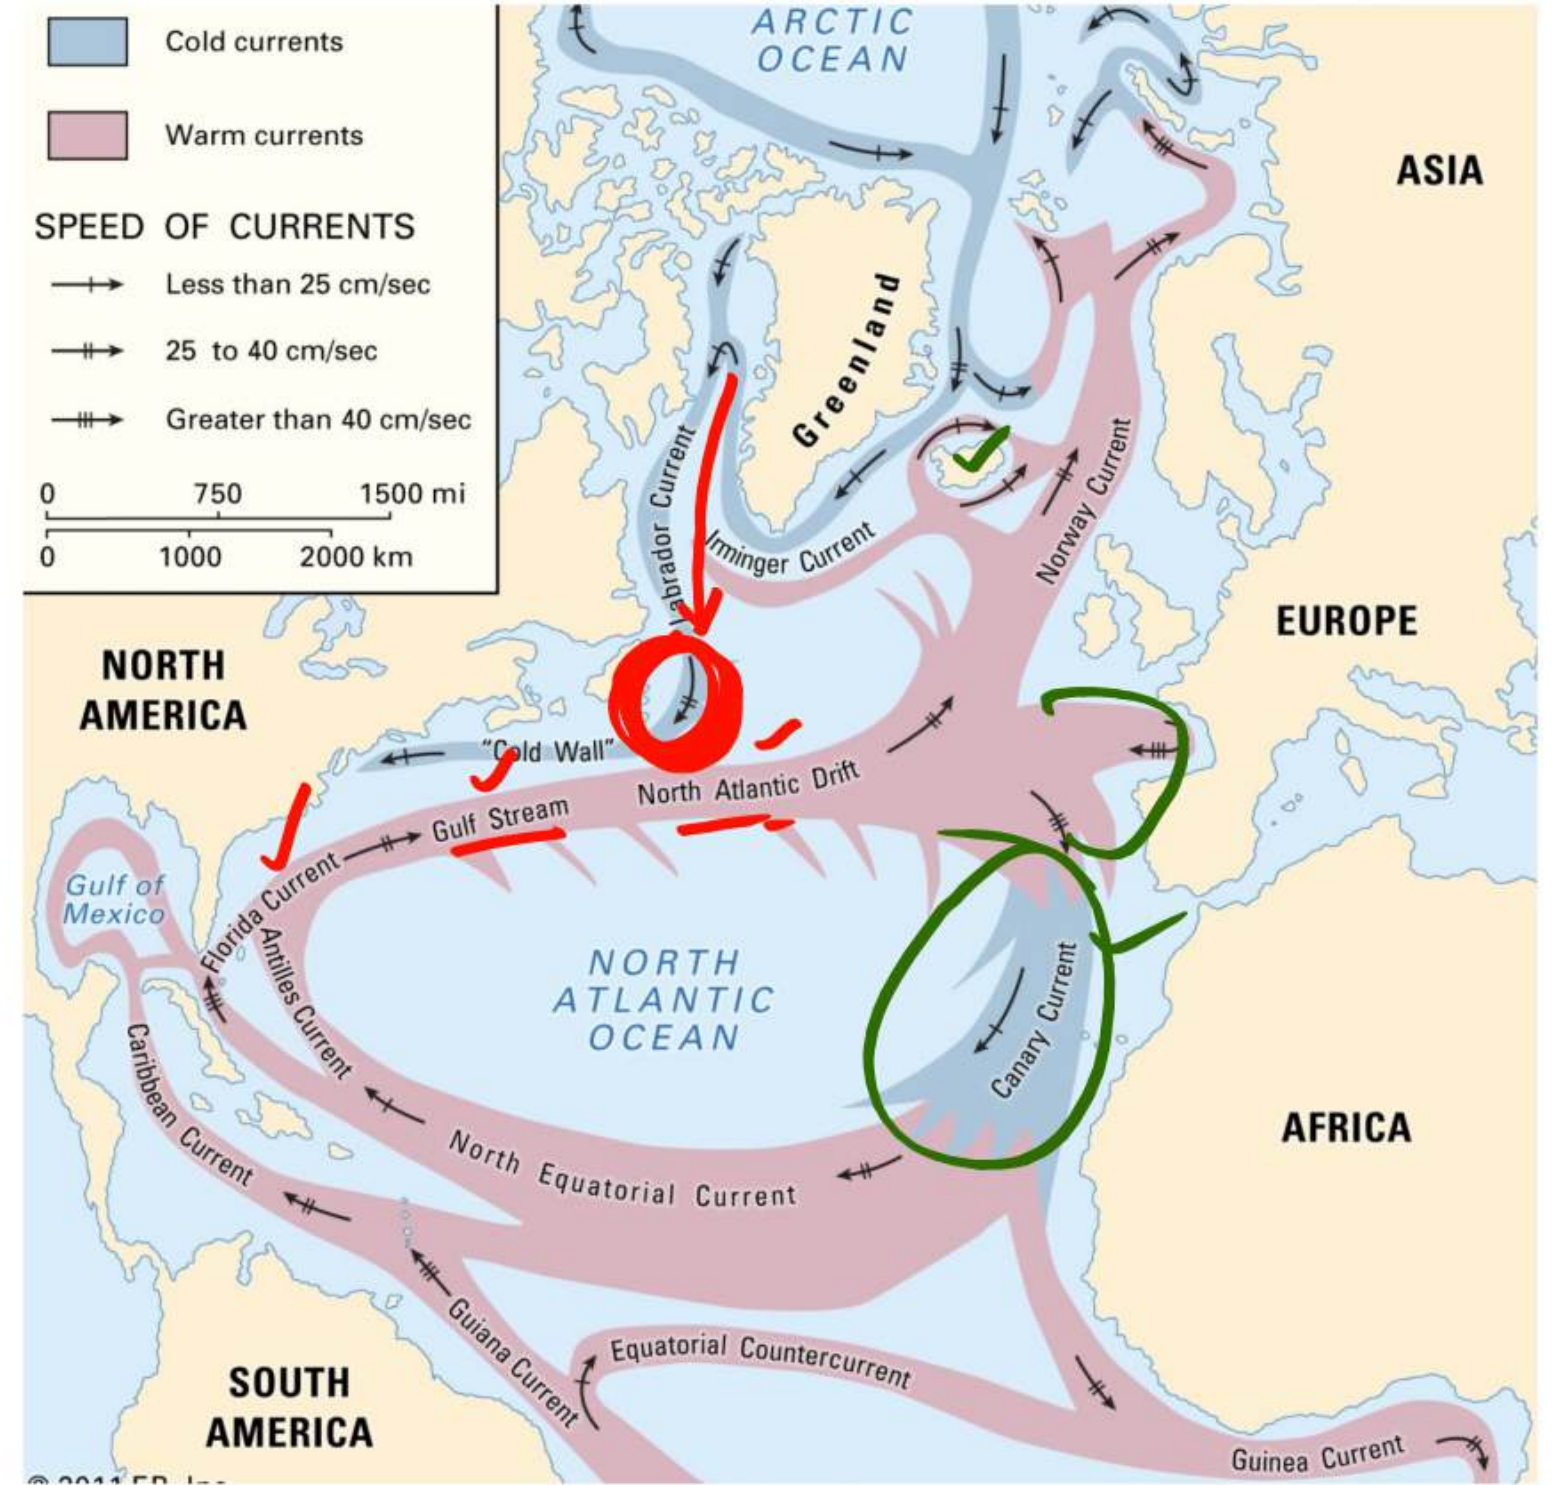 Cold currents
Warm currents
SPEED OF CURRENTS
Less than 25 cm/sec
25 to 40 cm/sec
Greater than 40 cm/sec
0 750 1500 mi
0 1000 2000 km
ARCTIC
OCEAN
ASIA
Greenland
Labrador Current
Irminger Current
Norway Current
EUROPE
NORTH
AMERICA
"Cold Wall"
North Atlantic Drift
Gulf Stream
Florida Current
Gulf of
Mexico
Antilles Current
NORTH
ATLANTIC
OCEAN
Canary Current
Caribbean Current
North Equatorial Current
AFRICA
Guiana Current
Equatorial Countercurrent
SOUTH
AMERICA
Guinea Current
© 2011 EB, Inc.